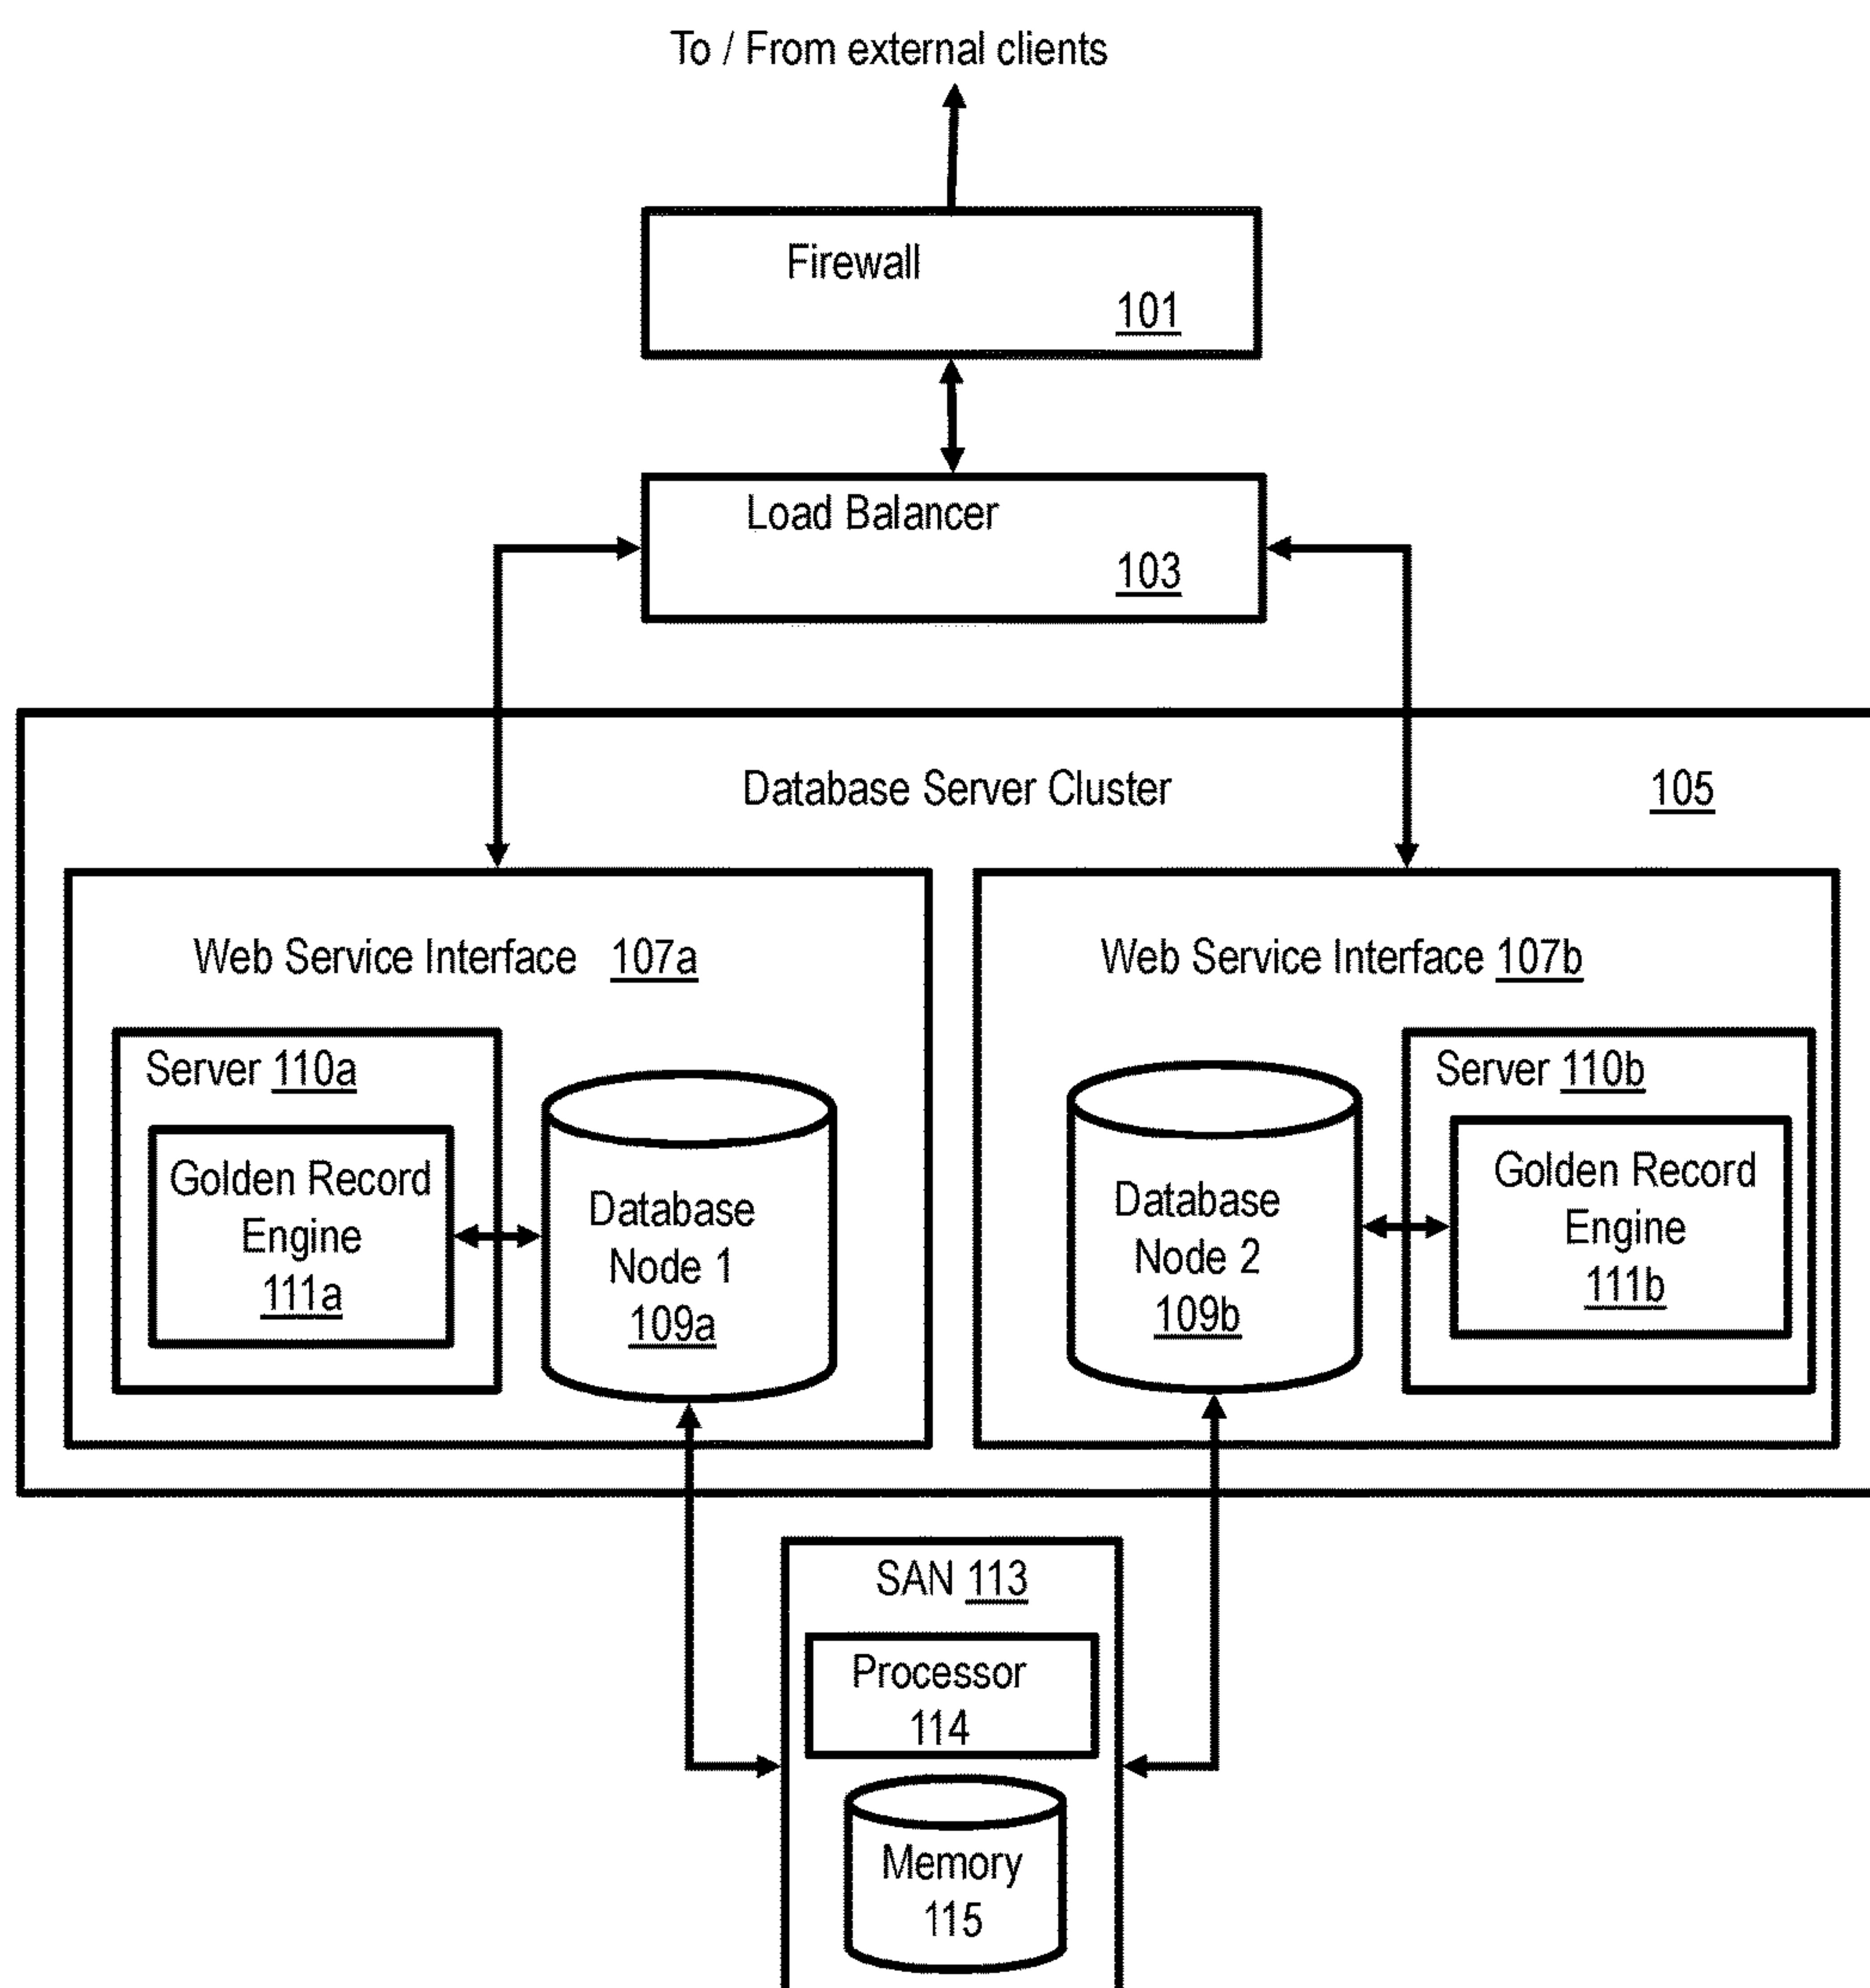 To / From external clients
Firewall
101
Load Balancer
103
Database Server Cluster 105
Web Service Interface 107a
Server 110a
Golden Record
Engine
111a
Database
Node 1
109a
Web Service Interface 107b
Database
Node 2
109b
Server 110b
Golden Record
Engine
111b
SAN 113
Processor
114
Memory
115